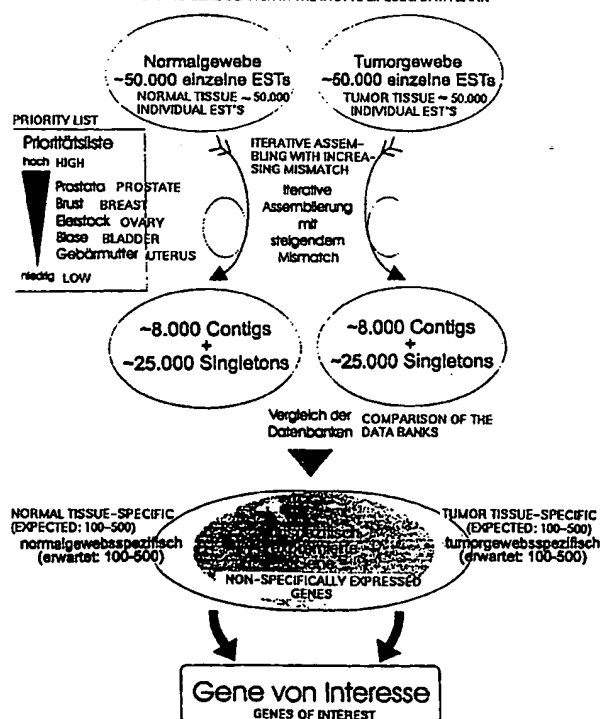 Normalgewebe
~50.000 einzelne ESTs
NORMAL TISSUE ~ 50.000
INDIVIDUAL EST'S
Tumorgewebe
~50.000 einzelne ESTs
TUMOR TISSUE ~ 50.000
INDIVIDUAL EST'S
PRIORITY LIST
Prioritätsliste
hoch HIGH
Prostata PROSTATE
Brust BREAST
Eierstock OVARY
Blase BLADDER
Gebärmutter UTERUS
niedrig LOW
ITERATIVE ASSEM-
BLING WITH INCREA-
SING MISMATCH
Iterative
Assemblierung
mit
steigendem
Mismatch
~8.000 Contigs
+
~25.000 Singletons
~8.000 Contigs
+
~25.000 Singletons
Vergleich der
Datenbanken
COMPARISON OF THE
DATA BANKS
NORMAL TISSUE-SPECIFIC
(EXPECTED: 100-500)
normalgewebsspezifisch
(erwartet: 100-500)
TUMOR TISSUE-SPECIFIC
(EXPECTED: 100-500)
tumorgewebsspezifisch
(erwartet: 100-500)
NON-SPECIFICALLY EXPRESSED
GENES
Gene von Interesse
GENES OF INTEREST